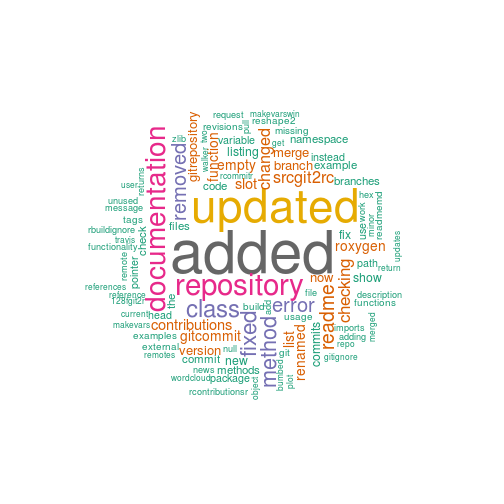 request
makevarswin
revisions
pull
reshape2
zlib
two
variable
missing
gitrepository
function
changed
get
namespace
walker
listing
merge
instead
removed
empty
branch
example
returns
rcommitr
documentation
slot
srcgit2rc
branches
user
code
hex
unused
updated
work
minor
readmemd
message
tags
files
fix
use
rbuildignore
added
roxygen
travis
check
functionality
path
updates
remote
pointer
return
repository
now
show
checking
references
file
description
reference
the
class
add
error
readme
functions
128fgit2r
build
current
head
fixed
method
usage
makevars
contributions
list
commits
imports
merged
examples
gitcommit
renamed
adding
external
version
null
git
repo
remotes
commit
new
gitignore
news
methods
bumbed
plot
wordcloud
package
object
rcontributionsr